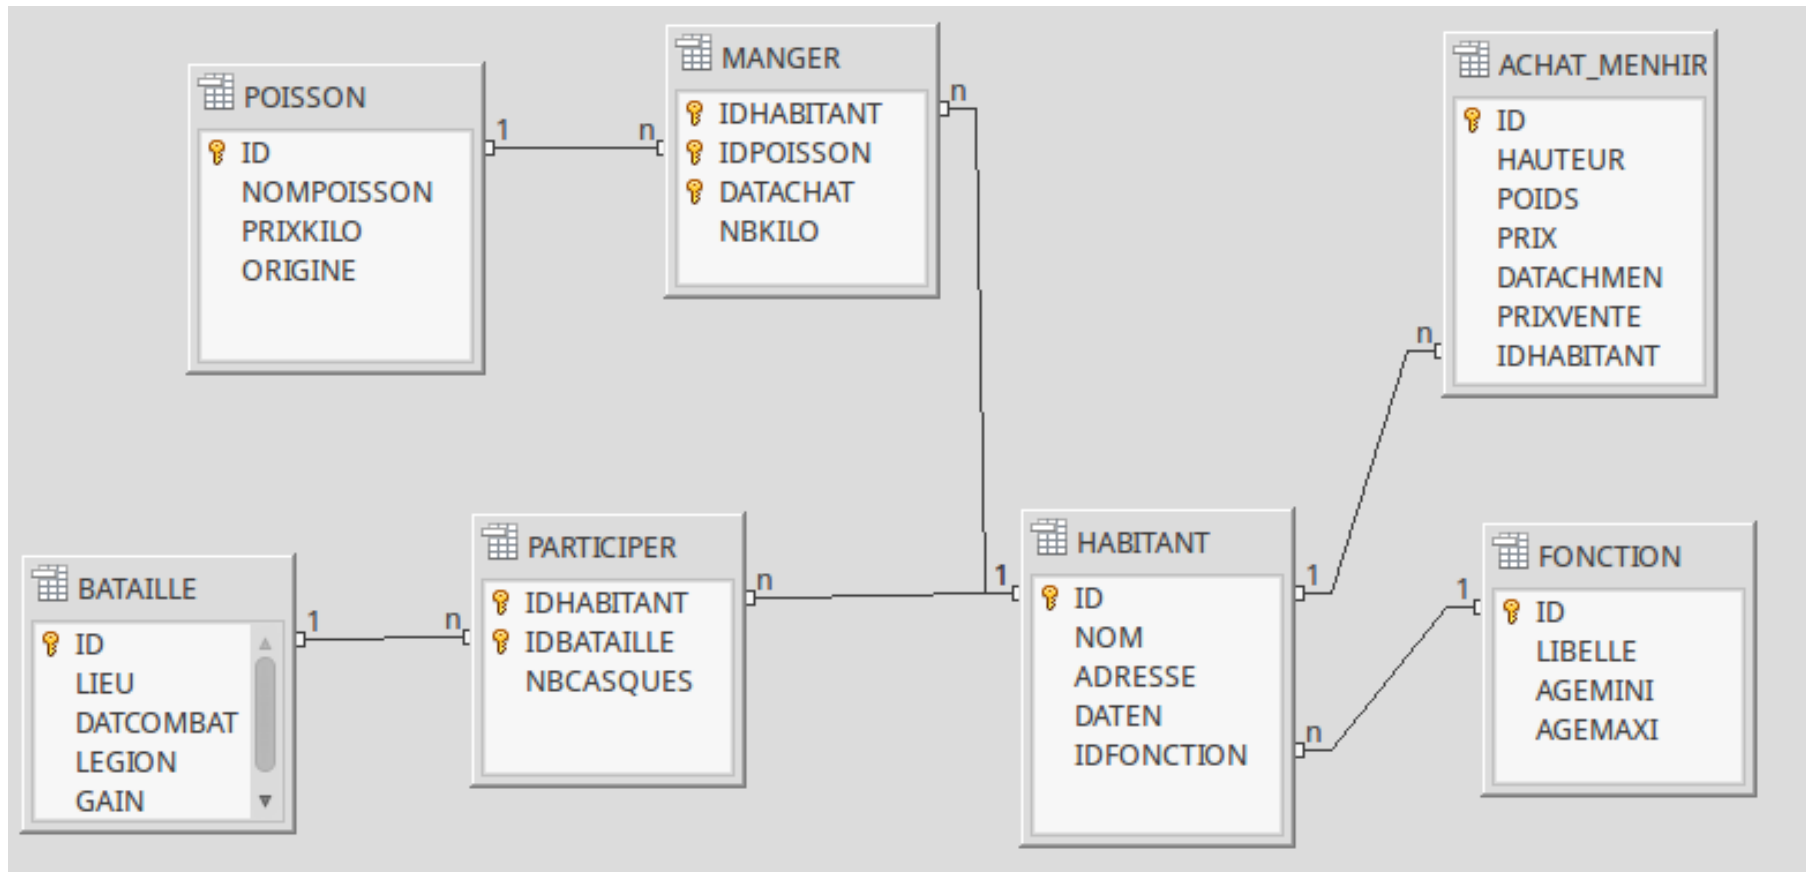 POISSON
ID
NOMPOISSON
PRIXKILO
ORIGINE
1
n
MANGER
IDHABITANT
IDPOISSON
DATACHAT
NBKILO
n
ACHAT_MENHIR
ID
HAUTEUR
POIDS
PRIX
DATACHMEN
PRIXVENTE
IDHABITANT
n
BATAILLE
ID
LIEU
DATCOMBAT
LEGION
GAIN
1
n
PARTICIPER
IDHABITANT
IDBATAILLE
NBCASQUES
n
1
HABITANT
ID
NOM
ADRESSE
DATEN
IDFONCTION
1
n
1
FONCTION
ID
LIBELLE
AGEMINI
AGEMAXI